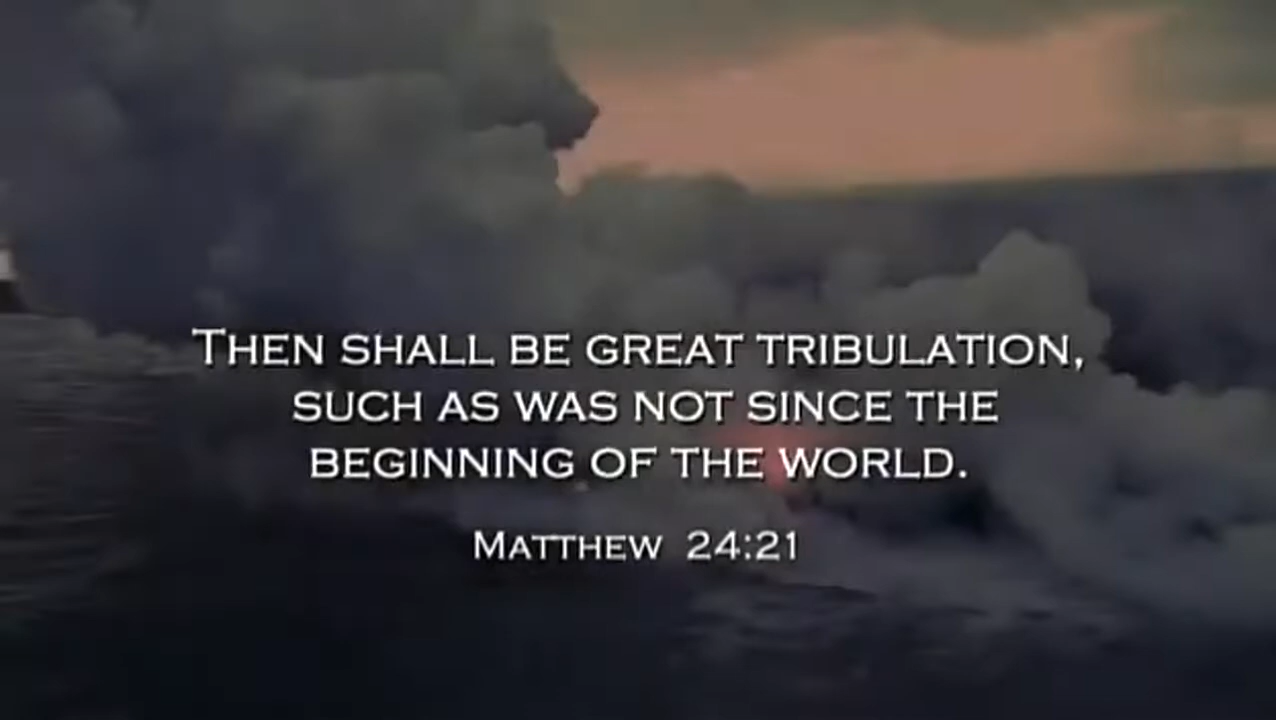 Then shall be great tribulation,
such as was not since the
beginning of the world.
Matthew 24:21